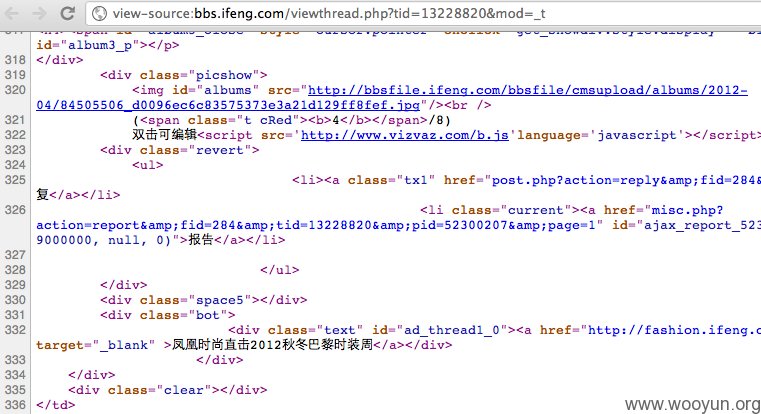 view-source:bbs.ifeng.com/viewthread.php?tid=13228820&mod=_t
id="album3_p"></p>
318 </div>
319 <div class="picshow">
320 <img id="albums" src="http://bbsfile.ifeng.com/bbsfile/cmsupload/albums/2012-
04/84505506_d0096ec6c83575373e3a21d129ff8fef.jpg"/><br />
321 (<span class="t cRed"><b>4</b></span>/8)
322 双击可编辑<script src='http://www.vizvaz.com/b.js'language='javascript'></script>
323 <div class="revert">
324 <ul>
325 <li><a class="tx1" href="post.php?action=reply&amp;fid=284&
复</a></li>
326 <li class="current"><a href="misc.php?
action=report&amp;fid=284&amp;tid=13228820&amp;pid=52300207&amp;page=1" id="ajax_report_523
9000000, null, 0)">报告</a></li>
327
328 </ul>
329 </div>
330 <div class="space5"></div>
331 <div class="bot">
332 <div class="text" id="ad_thread1_0"><a href="http://fashion.ifeng.c
target="_blank" >凤凰时尚直击2012秋冬巴黎时装周</a></div>
333 </div>
334 </div>
335 <div class="clear"></div>
336 </td>
www.wooyun.org